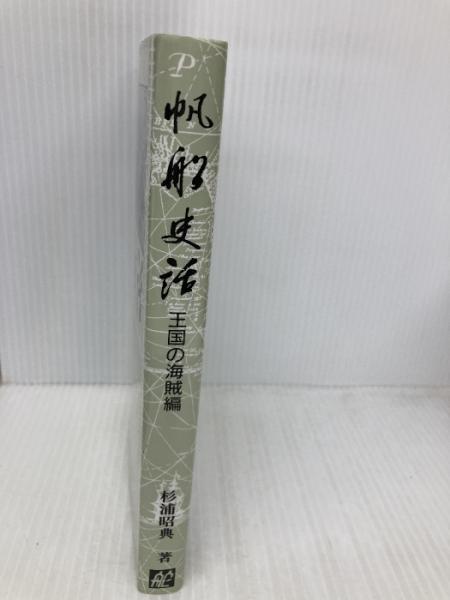 帆船史話
王国の海賊編
杉浦昭典 著